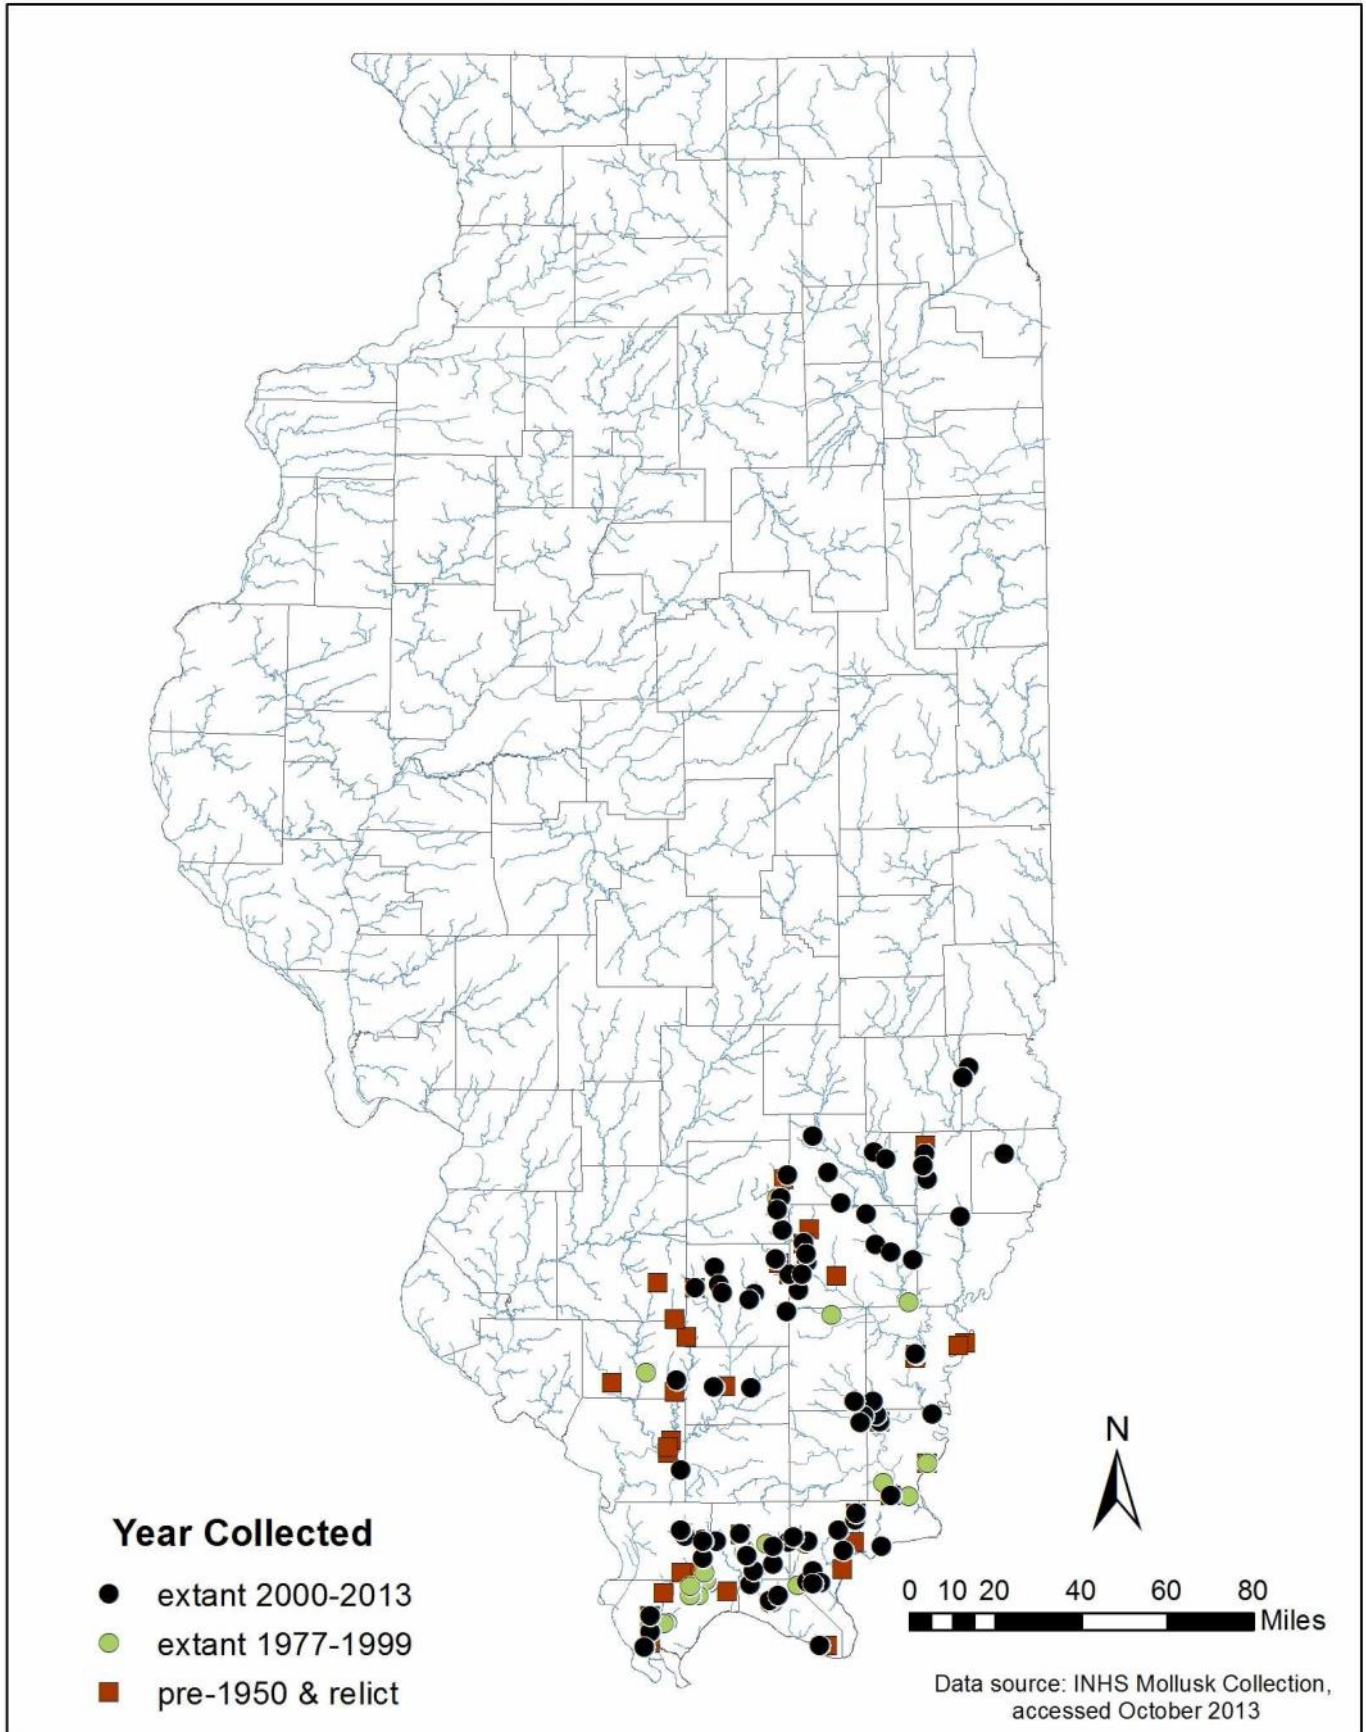 N
Year Collected
extant 2000-2013
extant 1977-1999
pre-1950 & relict
0 10 20 40 60 80
Miles
Data source: INHS Mollusk Collection,
accessed October 2013